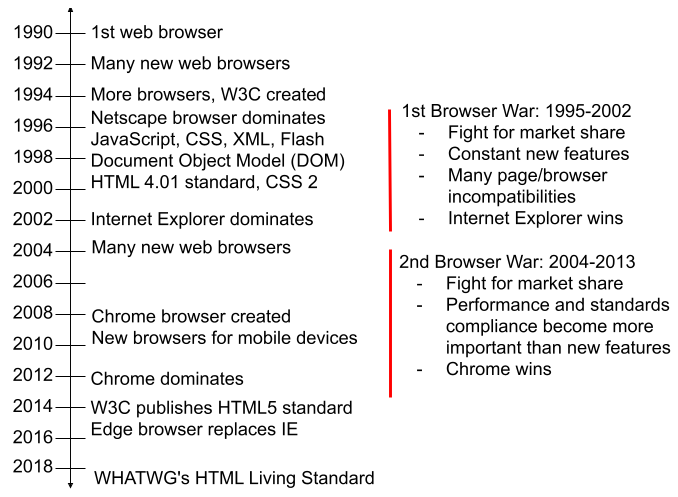 1990 1st web browser
1992 Many new web browsers
1994 More browsers, W3C created
Netscape browser dominates
1996
JavaScript, CSS, XML, Flash
1998 Document Object Model (DOM)
2000 HTML 4.01 standard, CSS 2
2002 Internet Explorer dominates
2004 Many new web browsers
2006
2008 Chrome browser created
New browsers for mobile devices
2010
2012 Chrome dominates
2014 W3C publishes HTML5 standard
Edge browser replaces IE
2016
2018
WHATWG's HTML Living Standard
1st Browser War: 1995-2002
- Fight for market share
- Constant new features
- Many page/browser
incompatibilities
- Internet Explorer wins
2nd Browser War: 2004-2013
- Fight for market share
- Performance and standards
compliance become more
important than new features
- Chrome wins